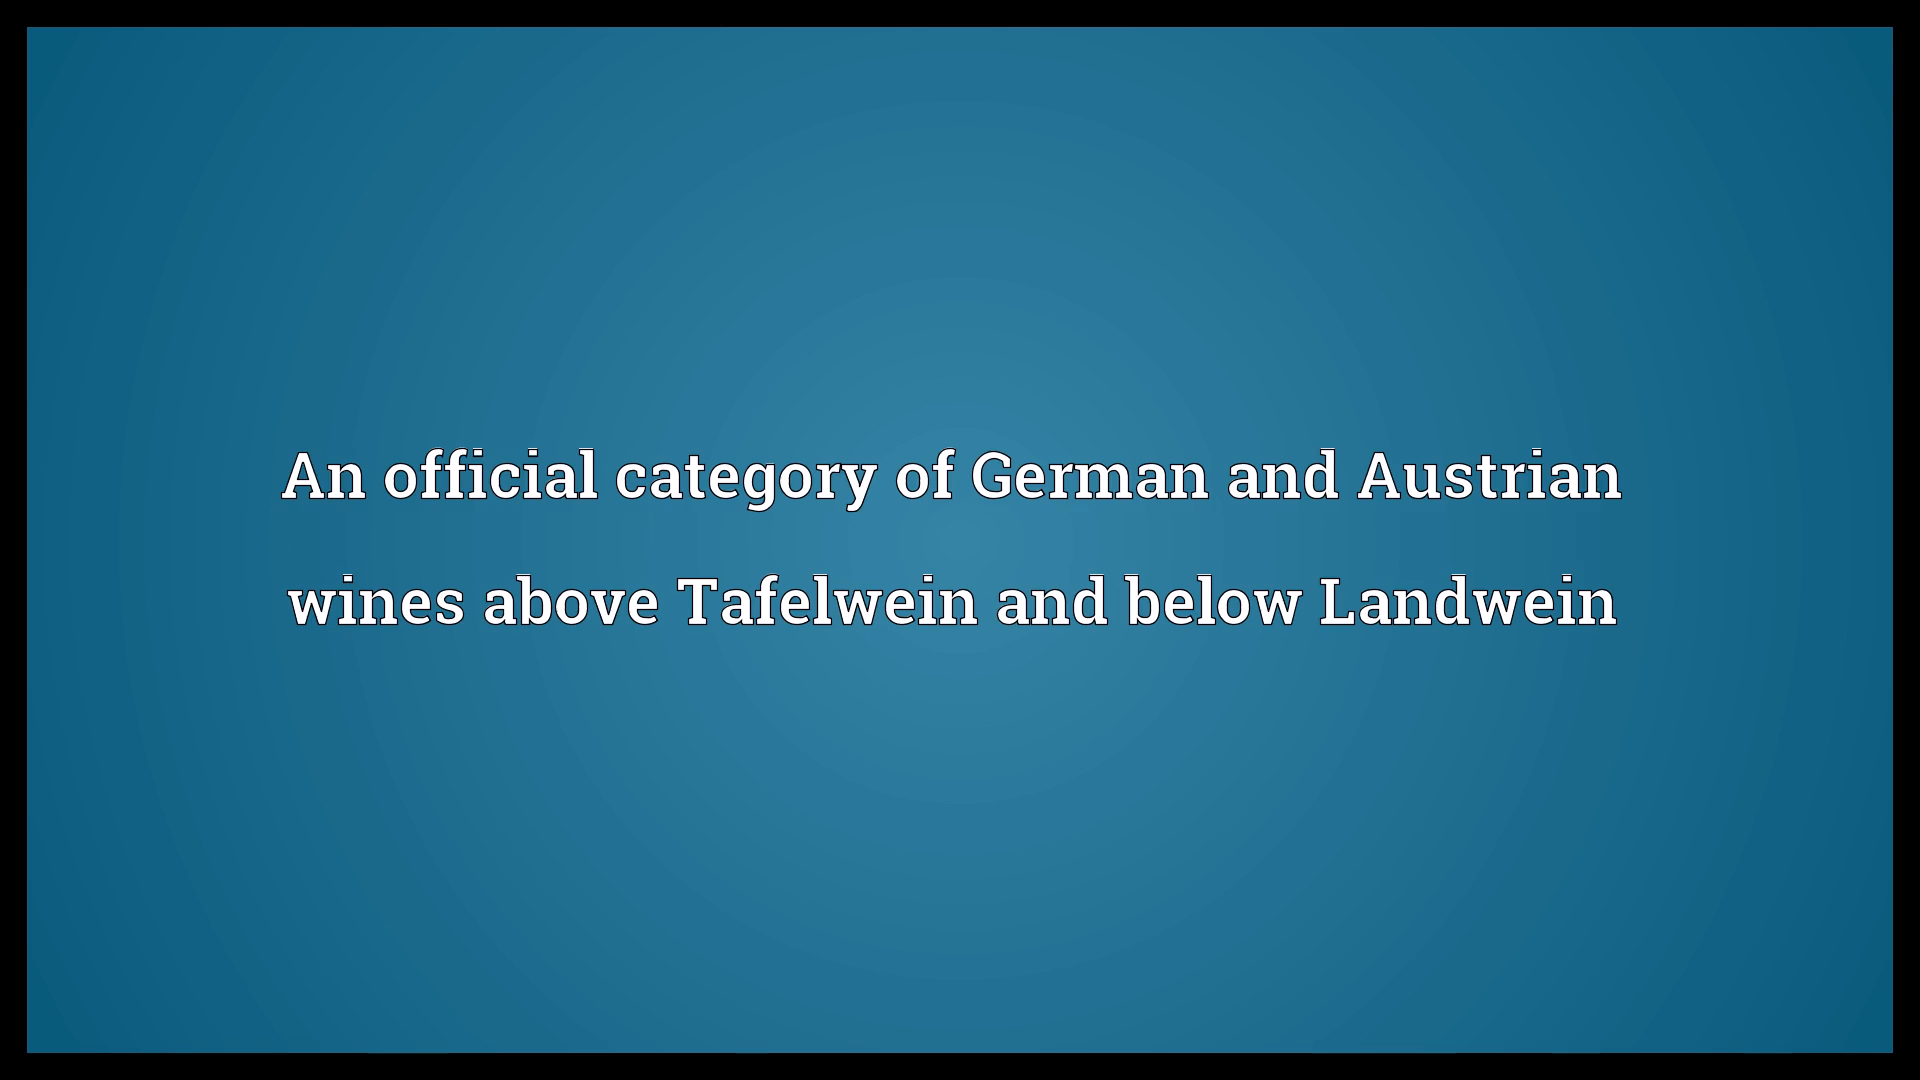 An official category of German and Austrian
wines above Tafelwein and below Landwein